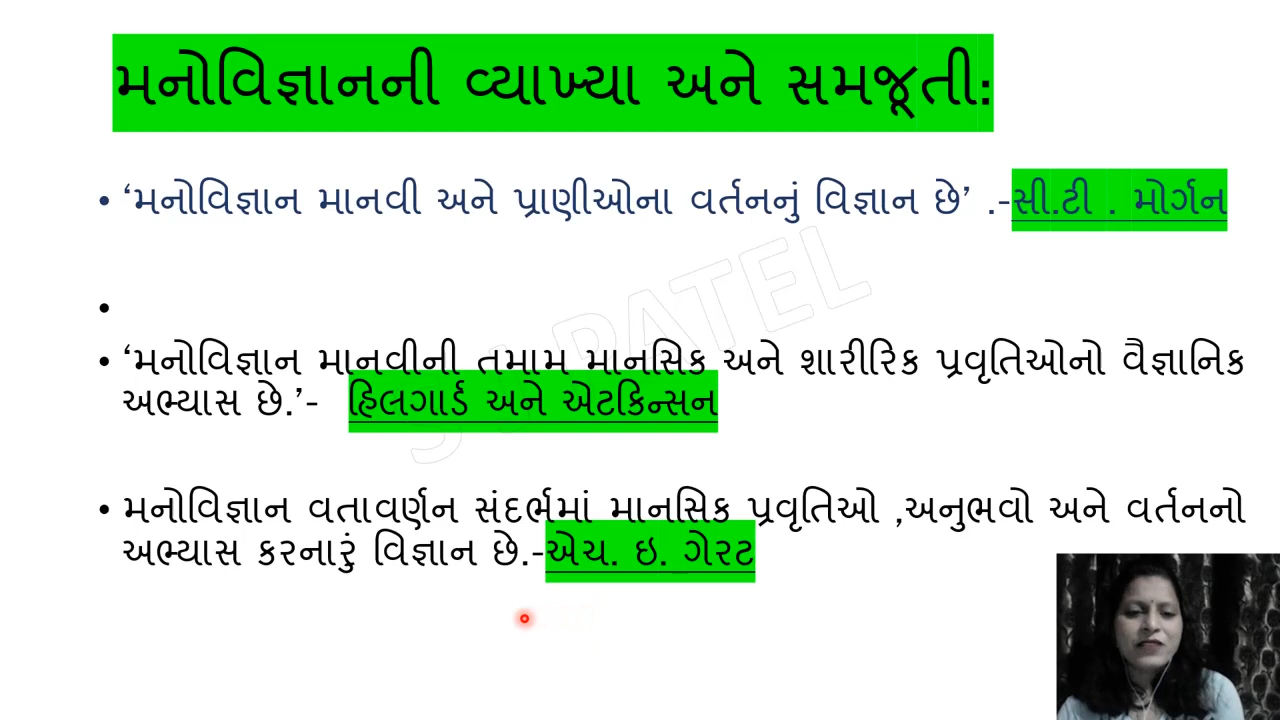 મનોવિજ્ઞાનની વ્યાખ્યા અને સમજૂતી:
• ‘મનોવિજ્ઞાન માનવી અને પ્રાણીઓના વર્તનનું વિજ્ઞાન છે’ .-સી.ટી . મોર્ગન
•
• ‘મનોવિજ્ઞાન માનવીની તમામ માનસિક અને શારીરિક પ્રવૃતિઓનો વૈજ્ઞાનિક
અભ્યાસ છે.’- હિલગાર્ડ અને એટકિન્સન
• મનોવિજ્ઞાન વતાવર્ણન સંદર્ભમાં માનસિક પ્રવૃતિઓ ,અનુભવો અને વર્તનનો
અભ્યાસ કરનારું વિજ્ઞાન છે.-એચ. ઇ. ગેરટ
PATEL